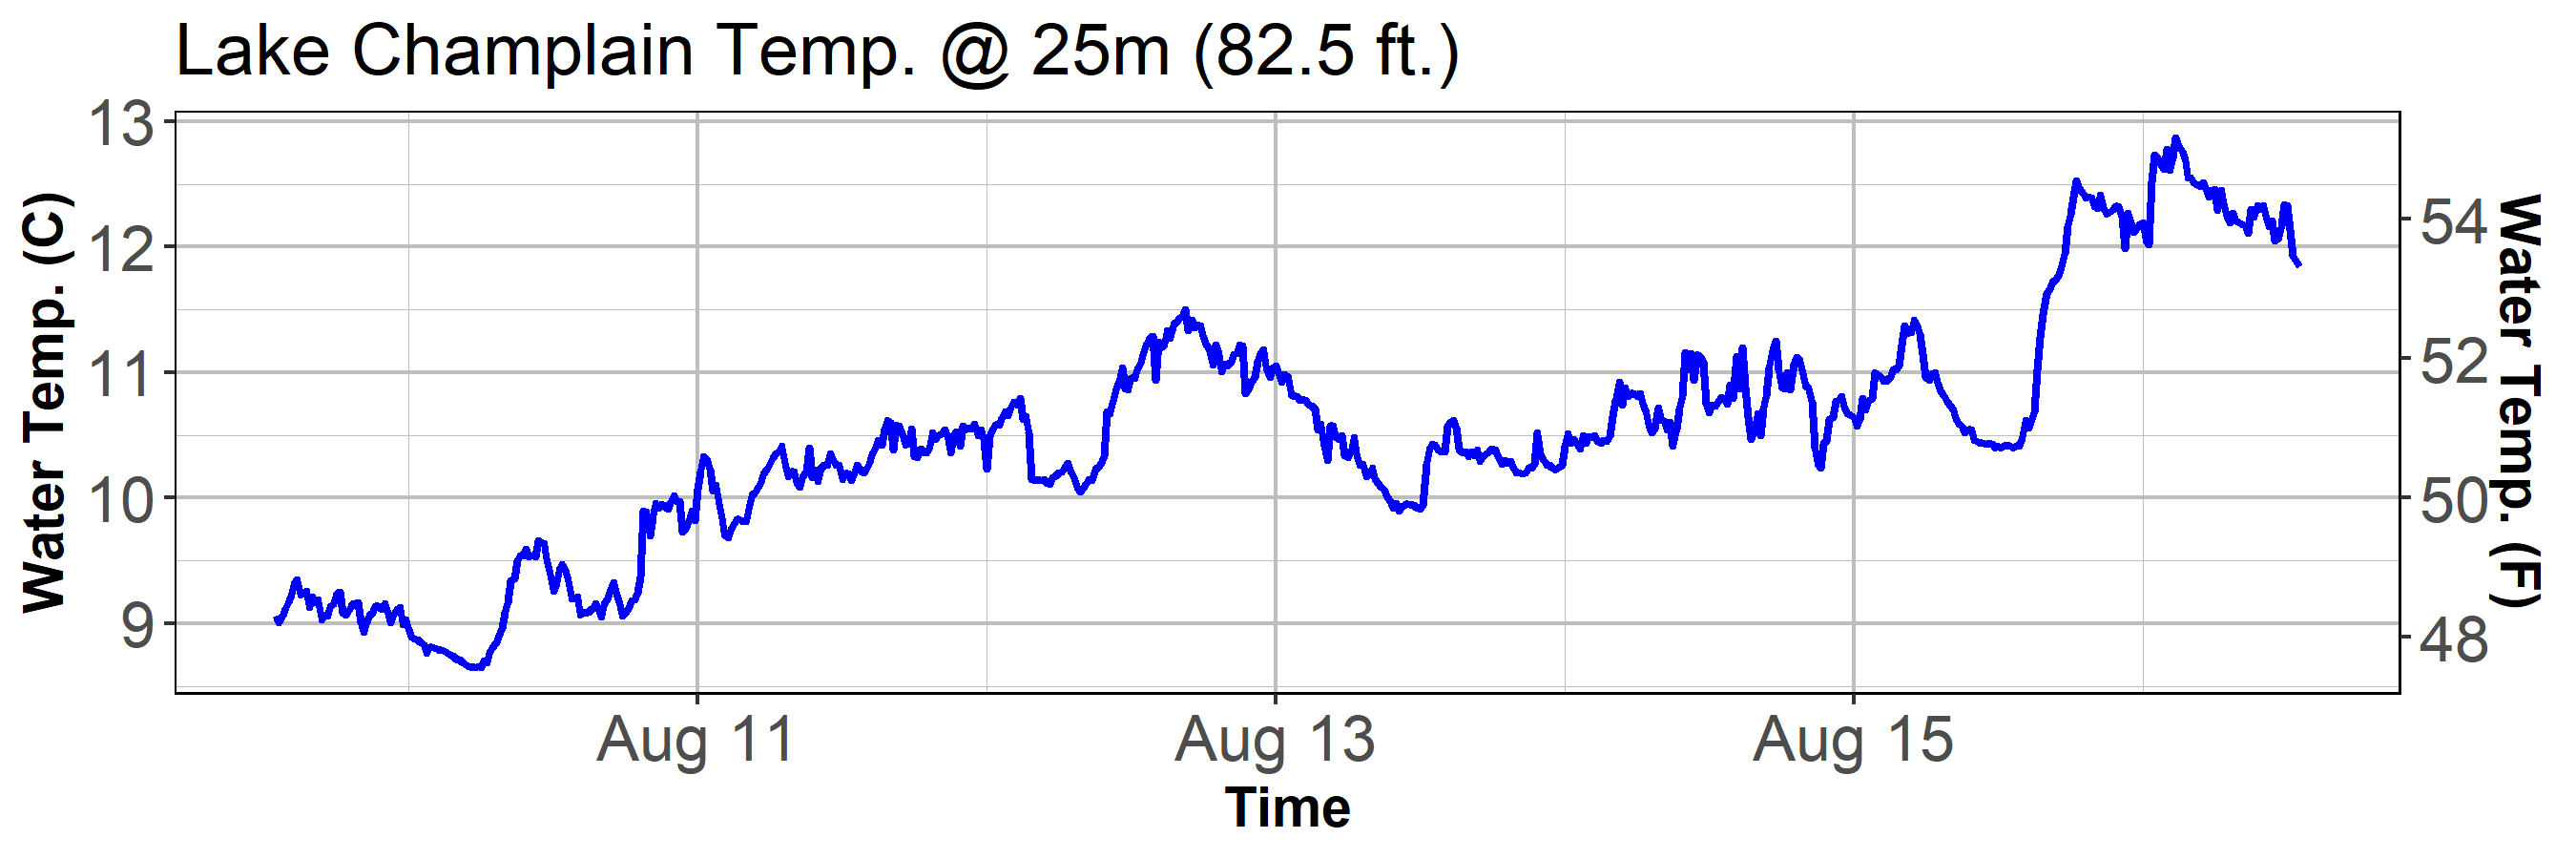 Lake Champlain Temp. @ 25m (82.5 ft.)
Water Temp. (C)
13
12
11
10
9
54
52
50
48
Water Temp. (F)
Aug 11 Aug 13 Aug 15
Time